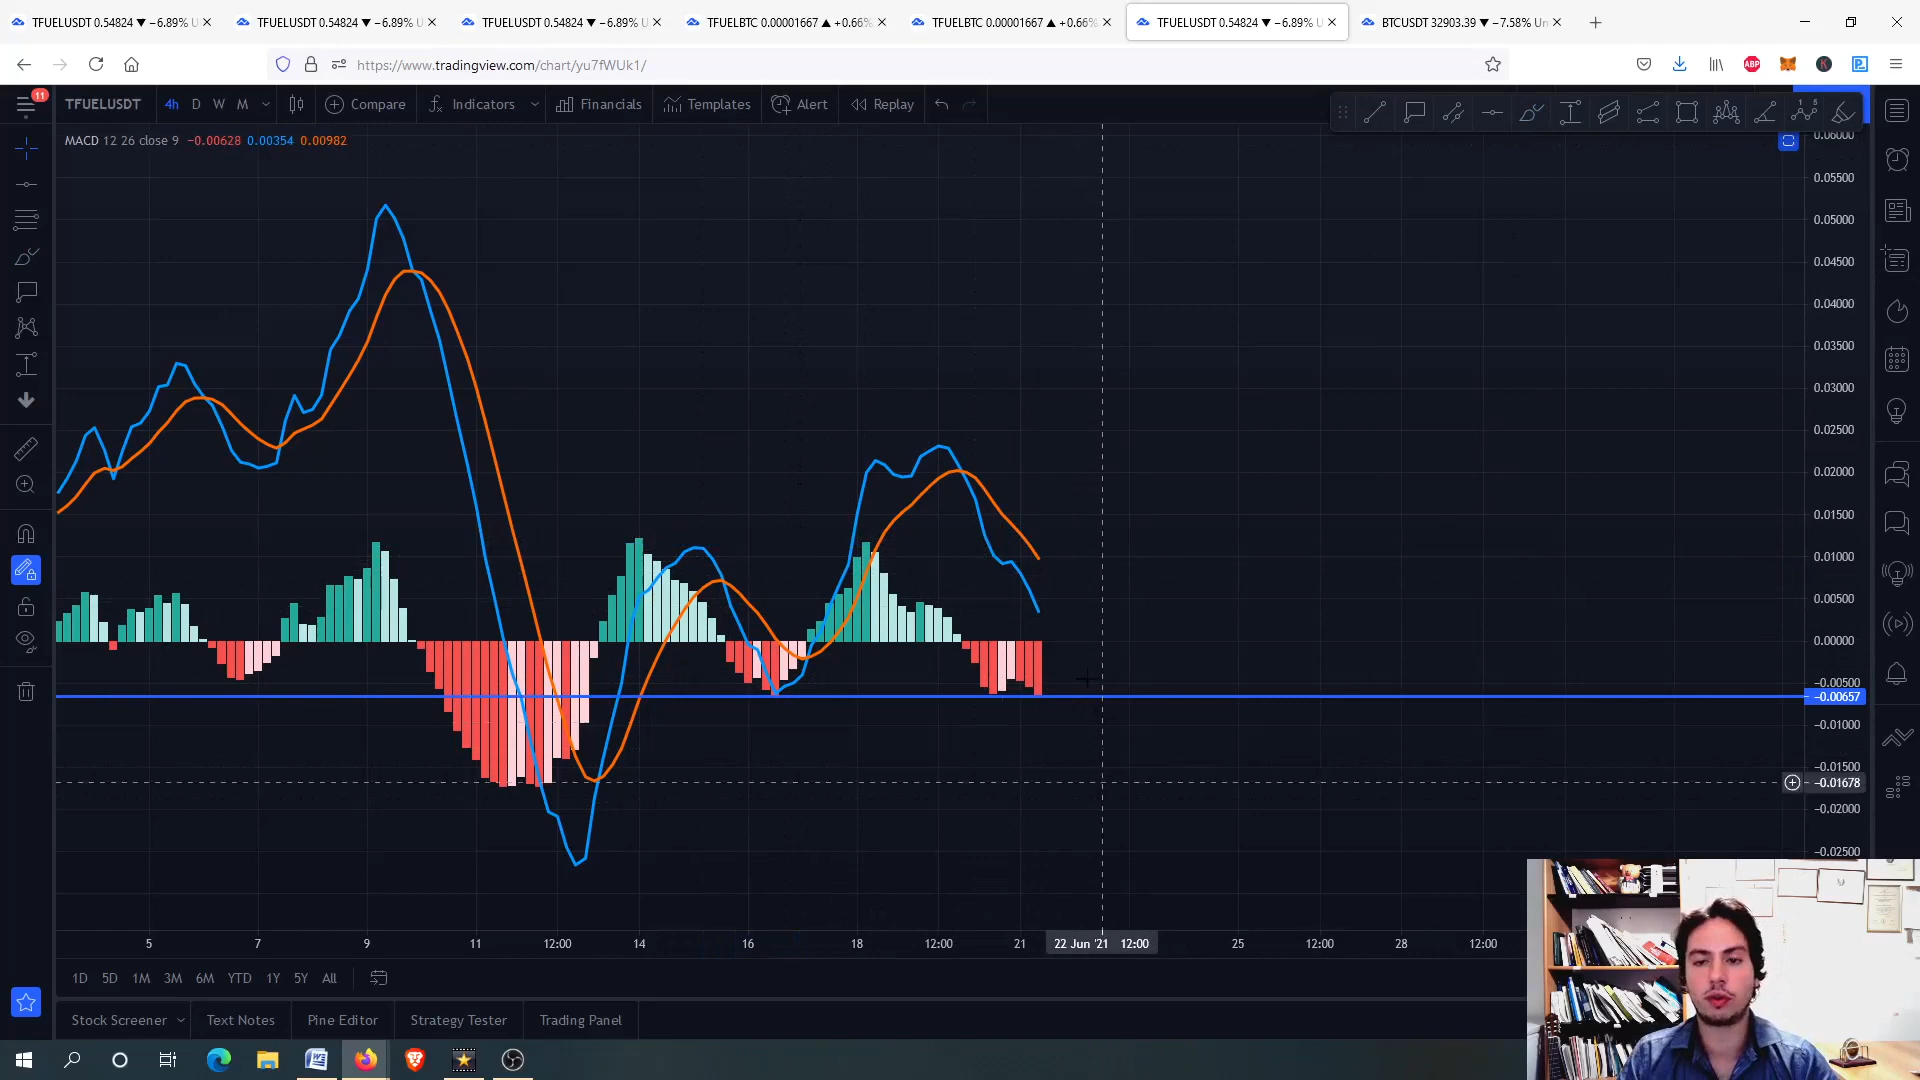 TFUELUSDT 0.54824 ▼ −6.89% U
TFUELUSDT 0.54824 ▼ −6.89% U
TFUELUSDT 0.54824 ▼ −6.89% U
TFUELBTC 0.00001667 ▲ +0.66%
TFUELBTC 0.00001667 ▲ +0.66%
TFUELUSDT 0.54824 ▼ −6.89% U
BTCUSDT 32903.39 ▼ −7.58% Un
https://www.tradingview.com/chart/yu7fWUk1/
ABP
K
11
TFUELUSDT 4h D W M Compare Indicators Financials Templates Alert Replay
MACD 12 26 close 9 −0.00628 0.00354 0.00982
0.06000
0.05500
0.05000
0.04500
0.04000
0.03500
0.03000
0.02500
0.02000
0.01500
0.01000
0.00500
0.00000
−0.00500
−0.00657
−0.01000
−0.01500
−0.01678
−0.02000
−0.02500
5 7 9 11 12:00 14 16 18 12:00 21 22 Jun '21 12:00 25 12:00 28 12:00
1D 5D 1M 3M 6M YTD 1Y 5Y All
Stock Screener Text Notes Pine Editor Strategy Tester Trading Panel